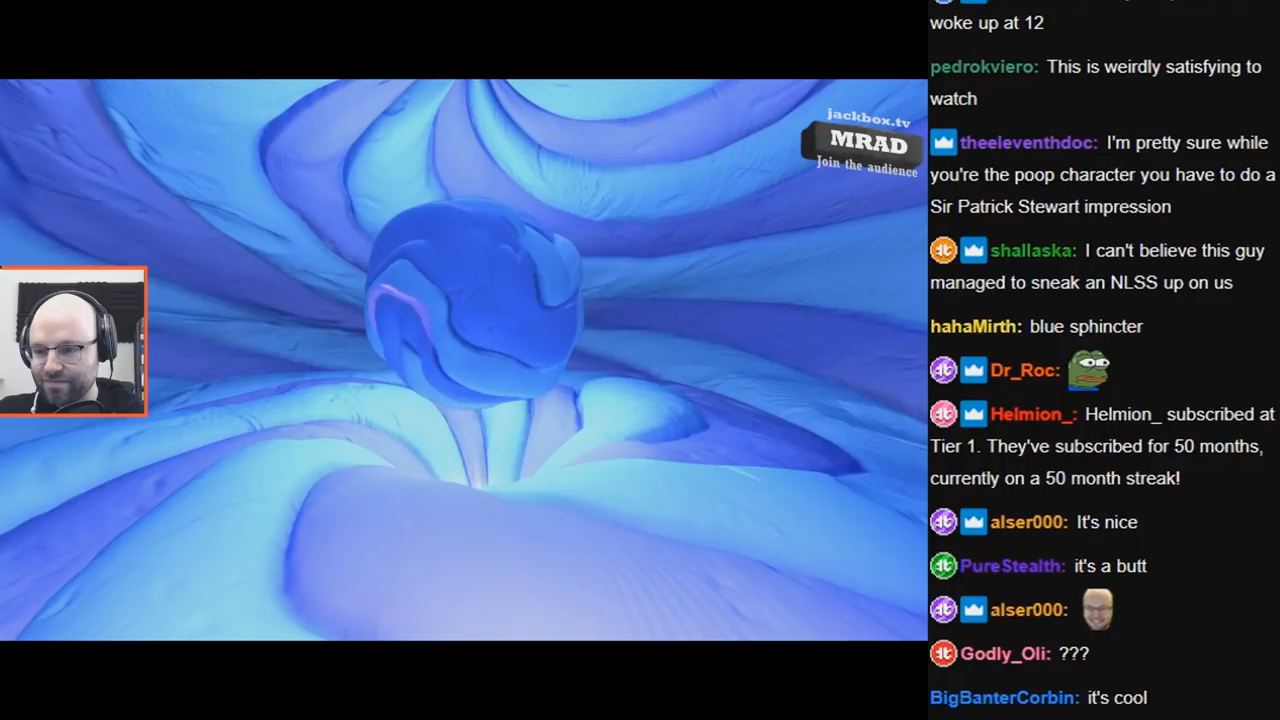 jackbox.tv
MRAD
Join the audience
woke up at 12
pedrokviero: This is weirdly satisfying to
watch
theeleventhdoc: I'm pretty sure while
you're the poop character you have to do a
Sir Patrick Stewart impression
shallaska: I can't believe this guy
managed to sneak an NLSS up on us
hahaMirth: blue sphincter
Dr_Roc:
Helmion_: Helmion_ subscribed at
Tier 1. They've subscribed for 50 months,
currently on a 50 month streak!
alser000: It's nice
PureStealth: it's a butt
alser000:
Godly_Oli: ???
BigBanterCorbin: it's cool